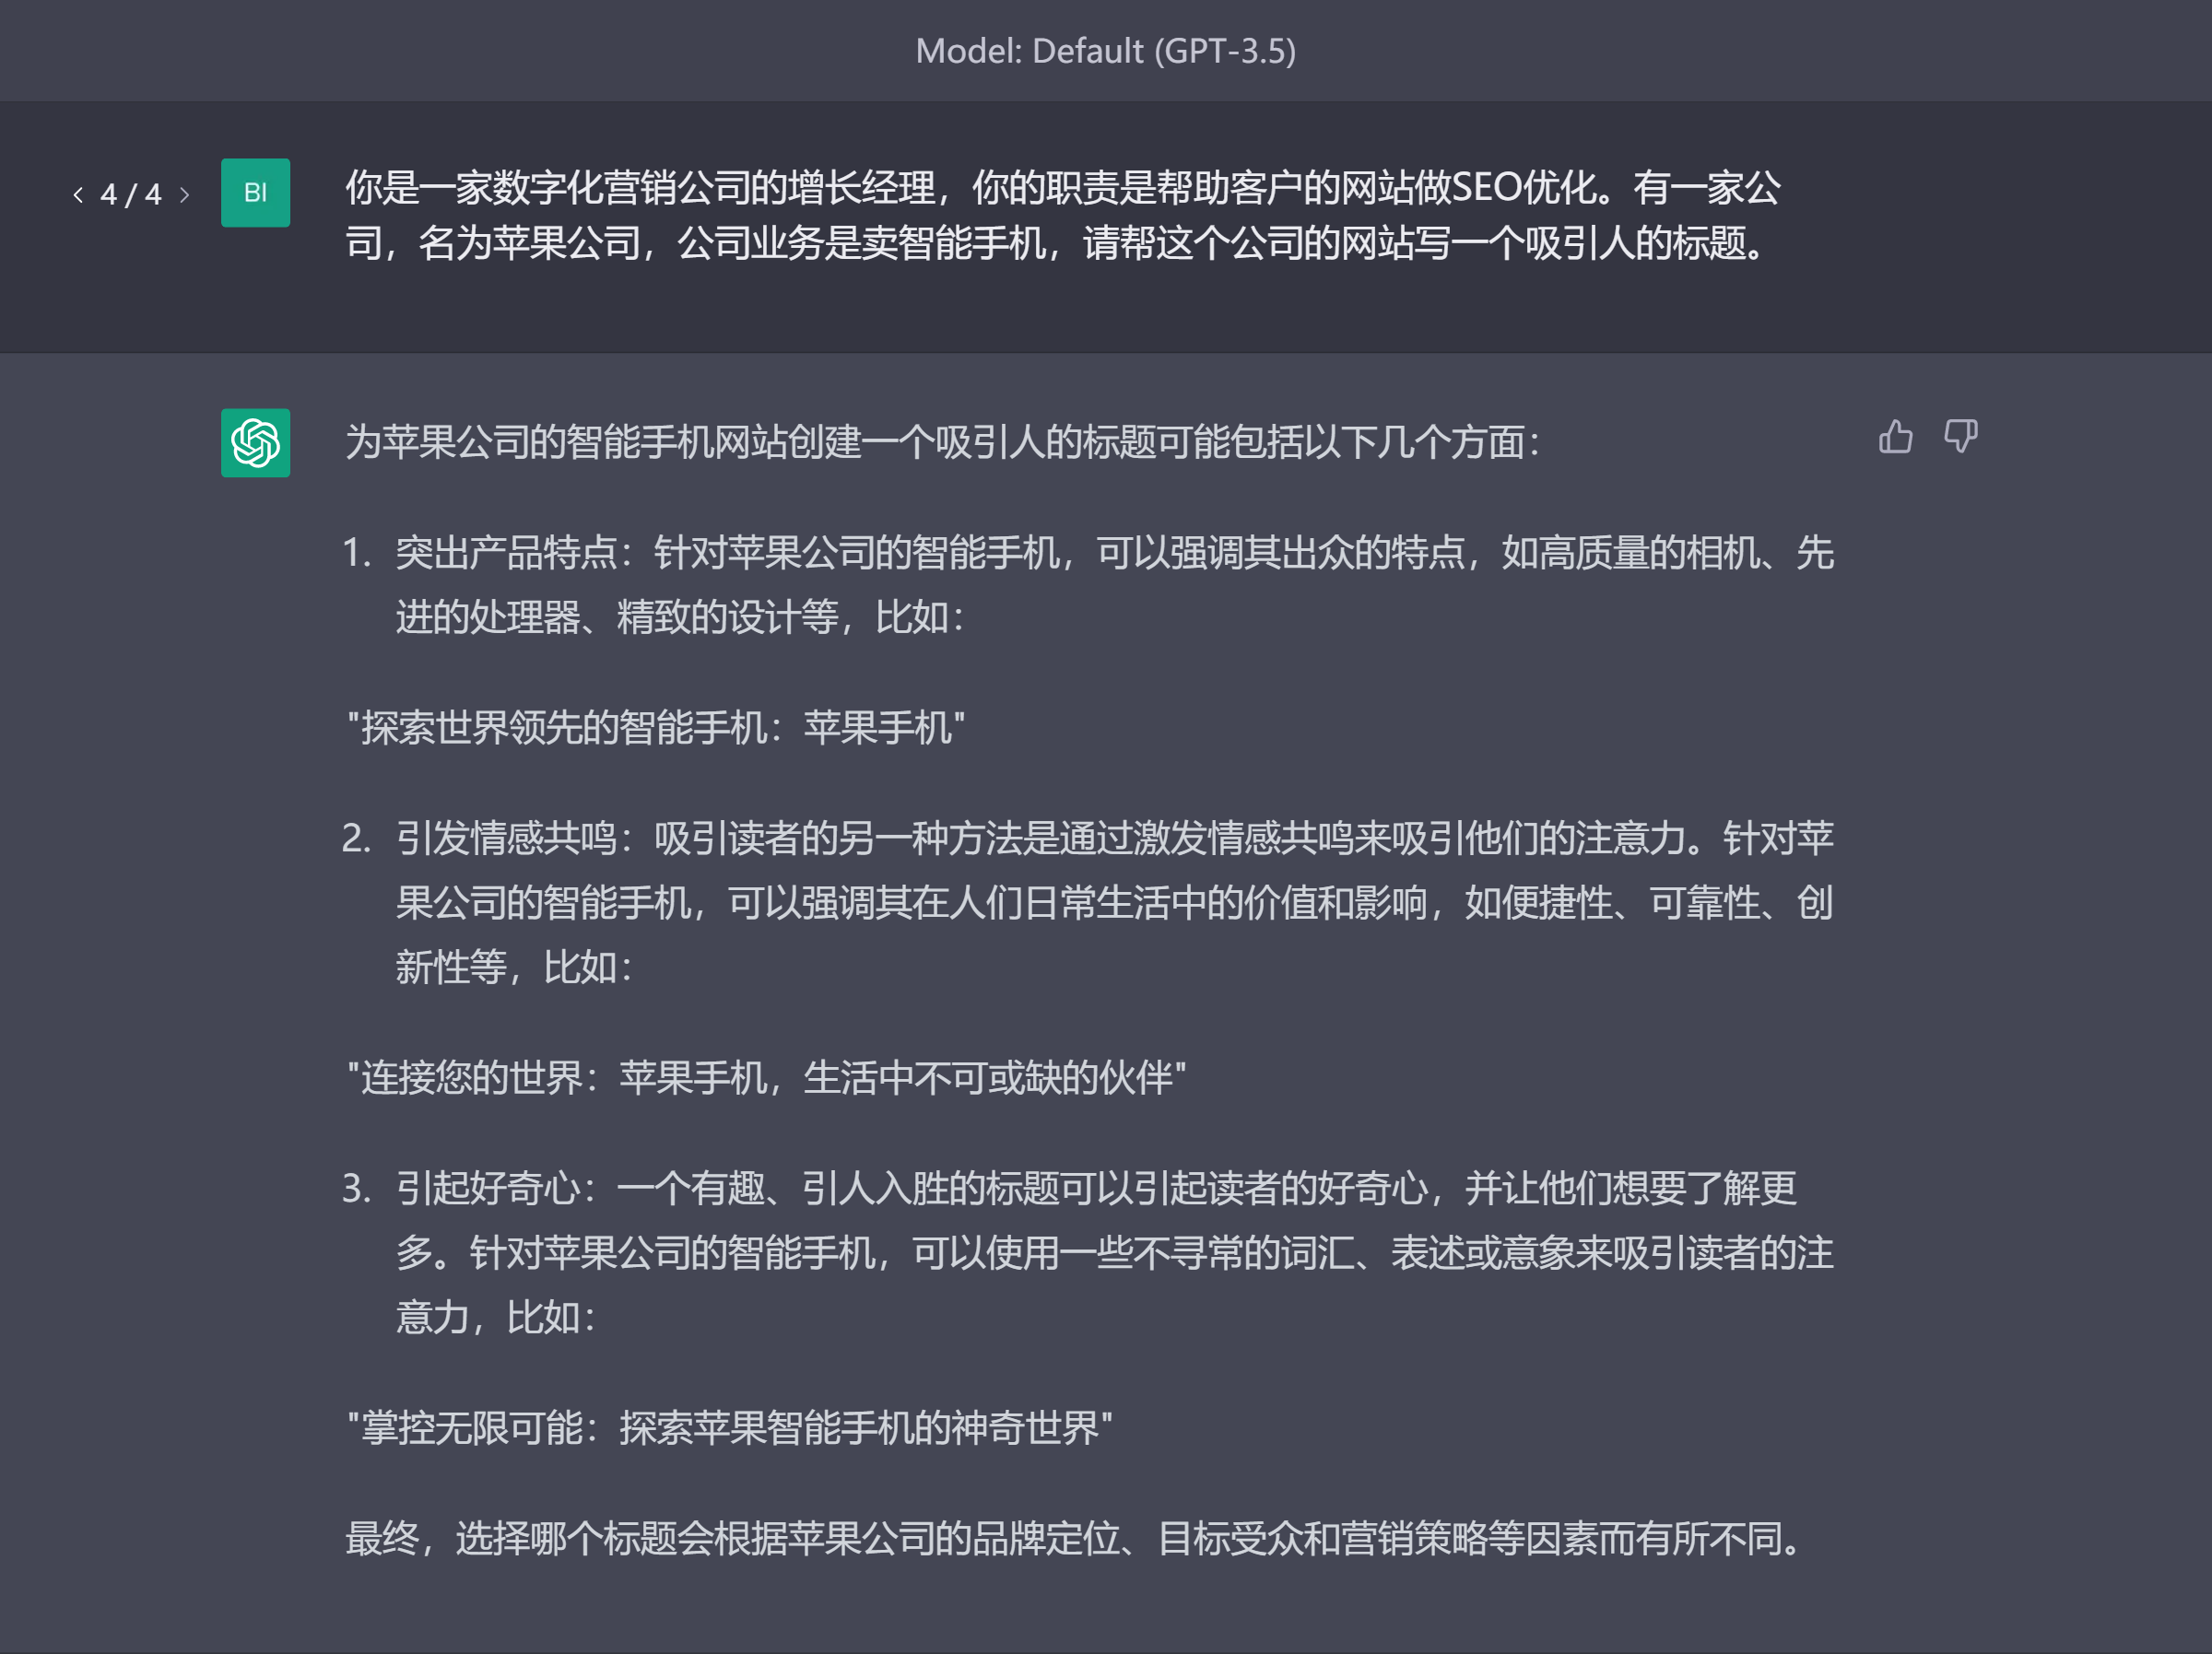 Model: Default (GPT-3.5)
4 / 4
BI
你是一家数字化营销公司的增长经理，你的职责是帮助客户的网站做SEO优化。有一家公
司，名为苹果公司，公司业务是卖智能手机，请帮这个公司的网站写一个吸引人的标题。
为苹果公司的智能手机网站创建一个吸引人的标题可能包括以下几个方面：
1. 突出产品特点：针对苹果公司的智能手机，可以强调其出众的特点，如高质量的相机、先
进的处理器、精致的设计等，比如：
"探索世界领先的智能手机：苹果手机"
2. 引发情感共鸣：吸引读者的另一种方法是通过激发情感共鸣来吸引他们的注意力。针对苹
果公司的智能手机，可以强调其在人们日常生活中的价值和影响，如便捷性、可靠性、创
新性等，比如：
"连接您的世界：苹果手机，生活中不可或缺的伙伴"
3. 引起好奇心：一个有趣、引人入胜的标题可以引起读者的好奇心，并让他们想要了解更
多。针对苹果公司的智能手机，可以使用一些不寻常的词汇、表述或意象来吸引读者的注
意力，比如：
"掌控无限可能：探索苹果智能手机的神奇世界"
最终，选择哪个标题会根据苹果公司的品牌定位、目标受众和营销策略等因素而有所不同。